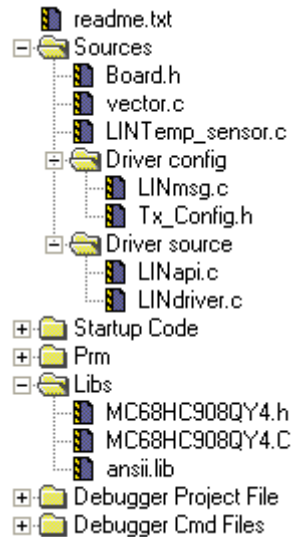 readme.txt
Sources
Board.h
vector.c
LINTemp_sensor.c
Driver config
LINmsg.c
Tx_Config.h
Driver source
LINapi.c
LINdriver.c
Startup Code
Prm
Libs
MC68HC908QY4.h
MC68HC908QY4.C
ansii.lib
Debugger Project File
Debugger Cmd Files